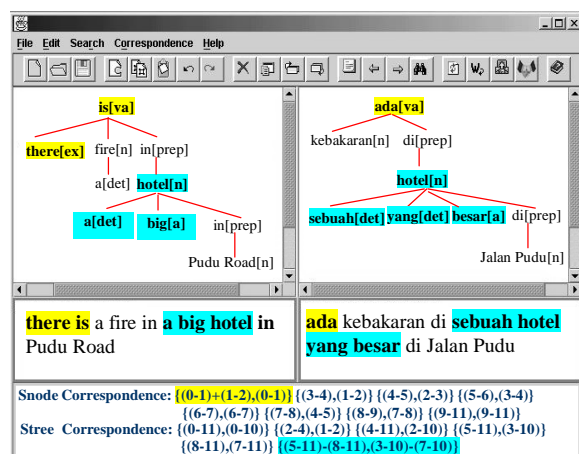 File Edit Search Correspondence Help
is[va]
there[ex] fire[n] in[prep]
a[det] hotel[n]
a[det] big[a] in[prep]
Pudu Road[n]
ada[va]
kebakaran[n] di[prep]
hotel[n]
sebuah[det] yang[det] besar[a] di[prep]
Jalan Pudu[n]
there is a fire in a big hotel in
Pudu Road
ada kebakaran di sebuah hotel
yang besar di Jalan Pudu
Snode Correspondence: {(0-1)+(1-2),(0-1)} {(3-4),(1-2)} {(4-5),(2-3)} {(5-6),(3-4)}
{(6-7),(6-7)} {(7-8),(4-5)} {(8-9),(7-8)} {(9-11),(9-11)}
Stree Correspondence: {(0-11),(0-10)} {(2-4),(1-2)} {(4-11),(2-10)} {(5-11),(3-10)}
{(8-11),(7-11)} {(5-11)-(8-11),(3-10)-(7-10)}